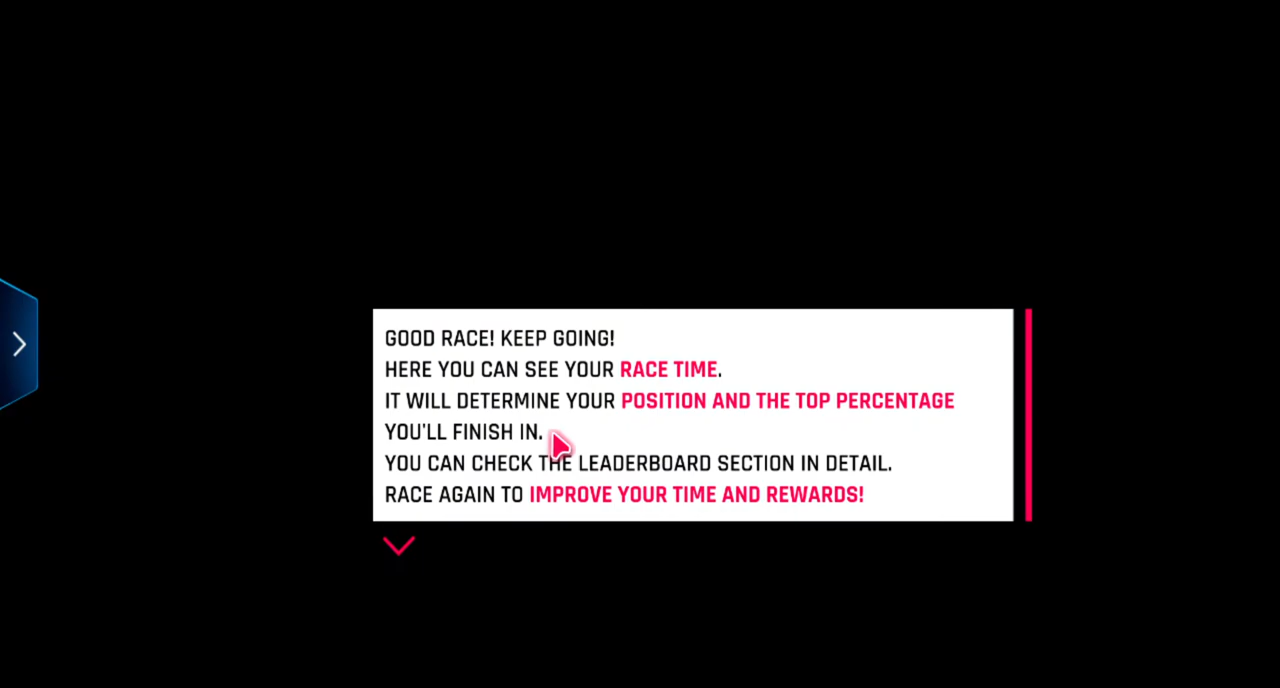 GOOD RACE! KEEP GOING!
HERE YOU CAN SEE YOUR RACE TIME.
IT WILL DETERMINE YOUR POSITION AND THE TOP PERCENTAGE
YOU'LL FINISH IN.
YOU CAN CHECK THE LEADERBOARD SECTION IN DETAIL.
RACE AGAIN TO IMPROVE YOUR TIME AND REWARDS!